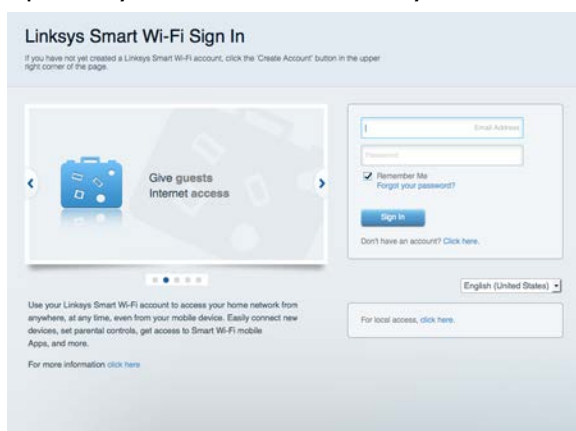 Linksys Smart Wi-Fi Sign In
If you have not yet created a Linksys Smart Wi-Fi account, click the 'Create Account' button in the upper
right corner of the page.
Give guests
Internet access
Email Address
Password
Remember Me
Forgot your password?
Sign In
Don't have an account? Click here.
English (United States)
Use your Linksys Smart Wi-Fi account to access your home network from
anywhere, at any time, even from your mobile device. Easily connect new
devices, set parental controls, get access to Smart Wi-Fi mobile
Apps, and more.
For local access, click here.
For more information click here